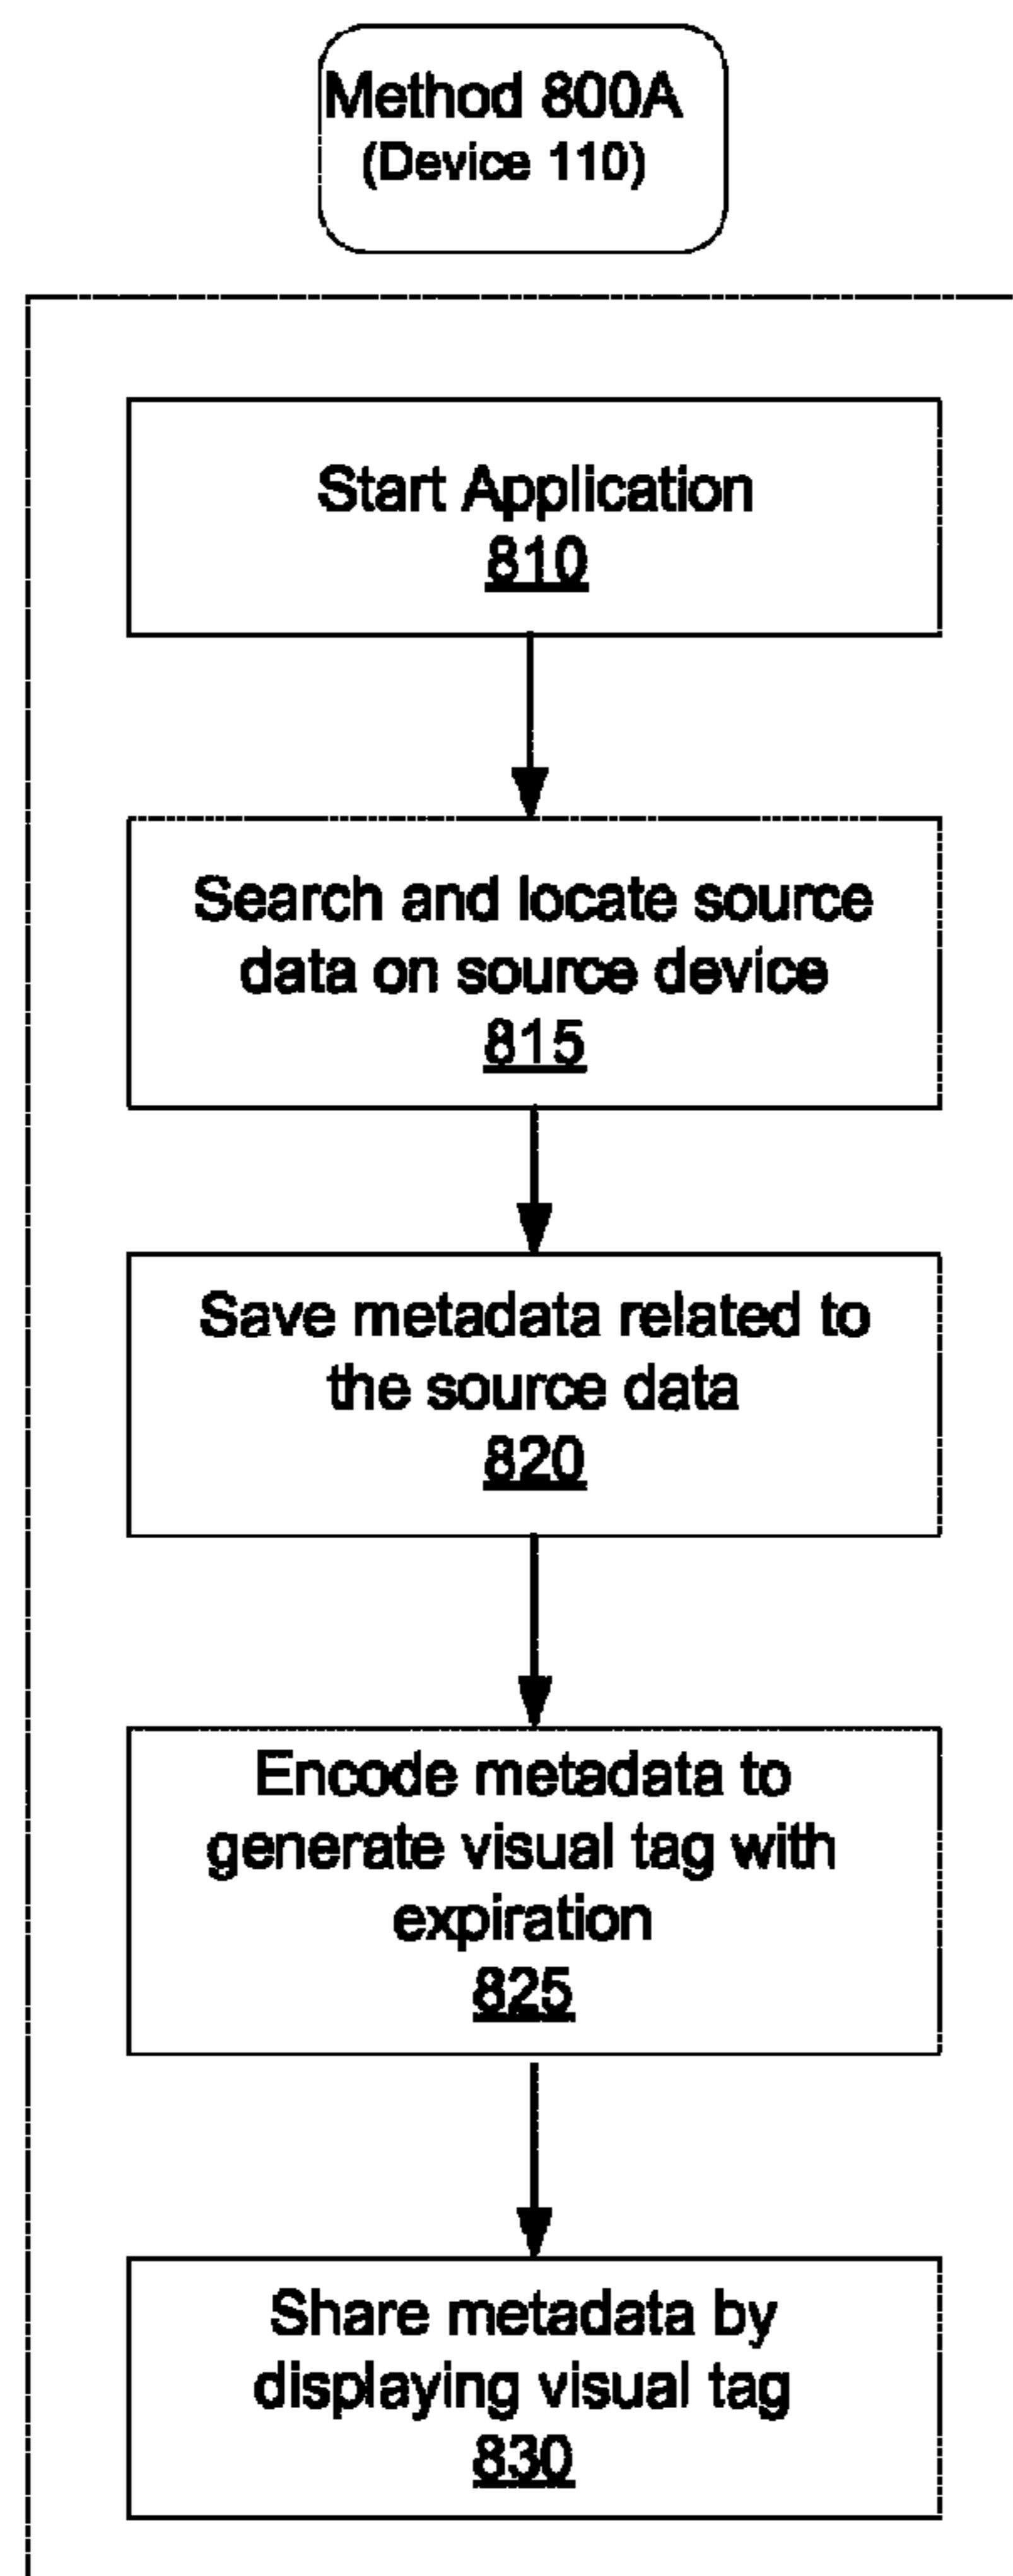 Method 800A
(Device 110)
Start Application
810
Search and locate source
data on source device
815
Save metadata related to
the source data
820
Encode metadata to
generate visual tag with
expiration
825
Share metadata by
displaying visual tag
830